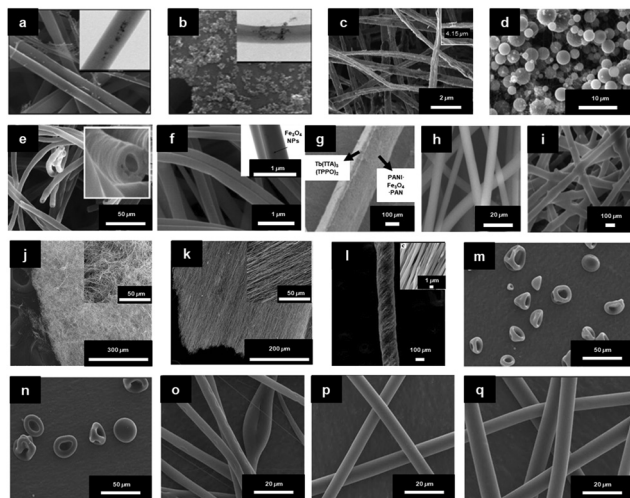 a
b
c
4.15 µm
2 µm
d
10 µm
e
50 µm
f
Fe₃O₄
NPs
1 µm
1 µm
g
Tb(TTA)₃
(TPPO)₂
PANI-
Fe₃O₄
-PAN
100 µm
h
20 µm
i
100 µm
j
50 µm
300 µm
k
50 µm
200 µm
l
1 µm
100 µm
m
50 µm
n
50 µm
o
20 µm
p
20 µm
q
20 µm